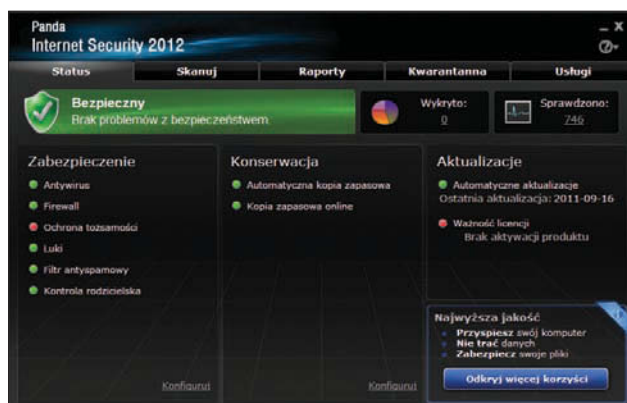 Panda
Internet Security 2012
Status Skanuj Raporty Kwarantanna Usługi
Bezpieczny
Brak problemów z bezpieczeństwem.
Wykryto:
0
Sprawdzono:
746
Zabezpieczenie
Antywirus
Firewall
Ochrona tożsamości
Luki
Filtr antyspamowy
Kontrola rodzicielska
Konfiguruj
Konserwacja
Automatyczna kopia zapasowa
Kopia zapasowa online
Konfiguruj
Aktualizacje
Automatyczne aktualizacje
Ostatnia aktualizacja: 2011-09-16
Ważność licencji
Brak aktywacji produktu
Najwyższa jakość
Przyspiesz swój komputer
Nie trać danych
Zabezpiecz swoje pliki
Odkryj więcej korzyści